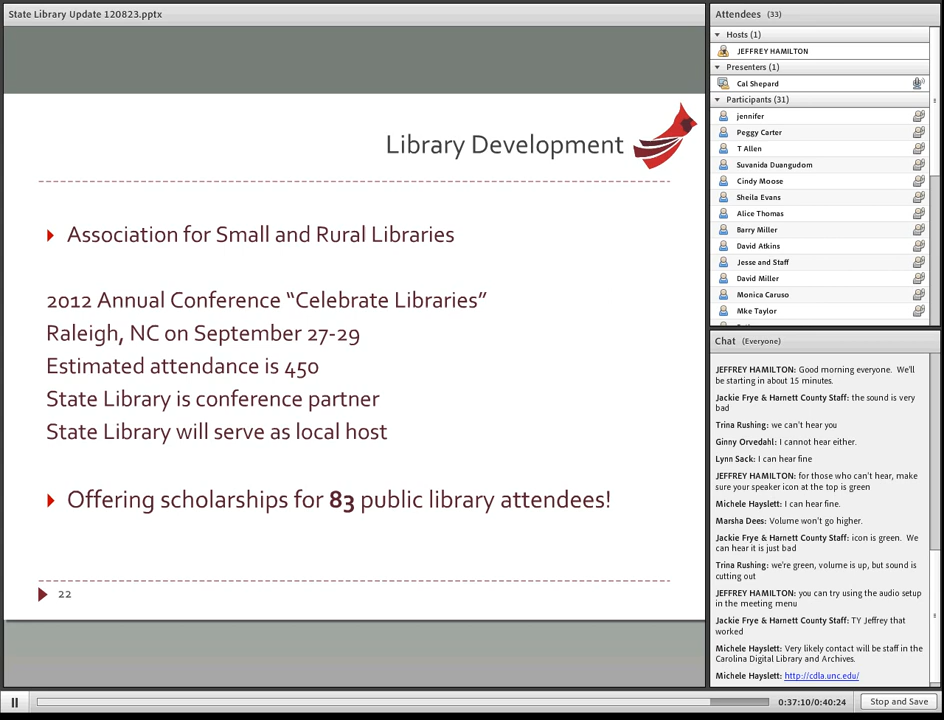 State Library Update 120823.pptx
Library Development
Association for Small and Rural Libraries
2012 Annual Conference “Celebrate Libraries”
Raleigh, NC on September 27-29
Estimated attendance is 450
State Library is conference partner
State Library will serve as local host
Offering scholarships for 83 public library attendees!
22
Attendees (33)
Hosts (1)
JEFFREY HAMILTON
Presenters (1)
Cal Shepard
Participants (31)
jennifer
Peggy Carter
T Allen
Suvanida Duangudom
Cindy Moose
Sheila Evans
Alice Thomas
Barry Miller
David Atkins
Jesse and Staff
David Miller
Monica Caruso
Mke Taylor
Chat (Everyone)
JEFFREY HAMILTON: Good morning everyone. We'll
be starting in about 15 minutes.
Jackie Frye & Harnett County Staff: the sound is very
bad
Trina Rushing: we can't hear you
Ginny Orvedahl: I cannot hear either.
Lynn Sack: I can hear fine
JEFFREY HAMILTON: for those who can't hear, make
sure your speaker icon at the top is green
Michele Hayslett: I can hear fine.
Marsha Dees: Volume won't go higher.
Jackie Frye & Harnett County Staff: icon is green. We
can hear it is just bad
Trina Rushing: we're green, volume is up, but sound is
cutting out
JEFFREY HAMILTON: you can try using the audio setup
in the meeting menu
Jackie Frye & Harnett County Staff: TY Jeffrey that
worked
Michele Hayslett: Very likely contact will be staff in the
Carolina Digital Library and Archives.
Michele Hayslett: http://cdla.unc.edu/
0:37:10/0:40:24
Stop and Save